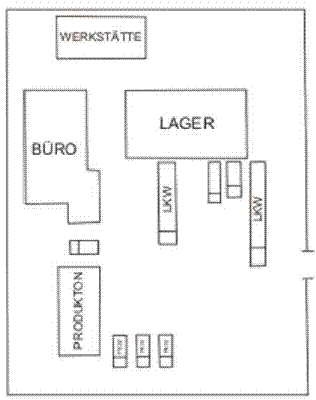 WERKSTÄTTE
BÜRO
LAGER
LKW
LKW
PRODUKTON